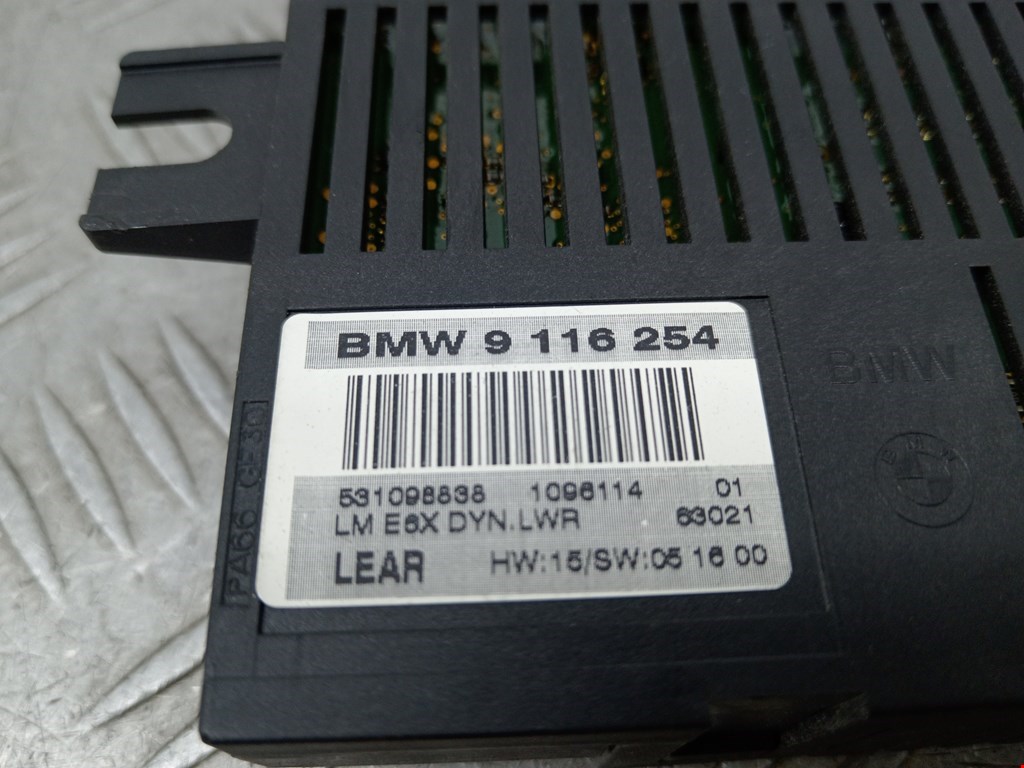 BMW 9 116 254
531098838 1096114 01
LM E6X DYN.LWR 63021
LEAR HW:15/SW:05 16 00
BMW
BMW
PA66 GF30